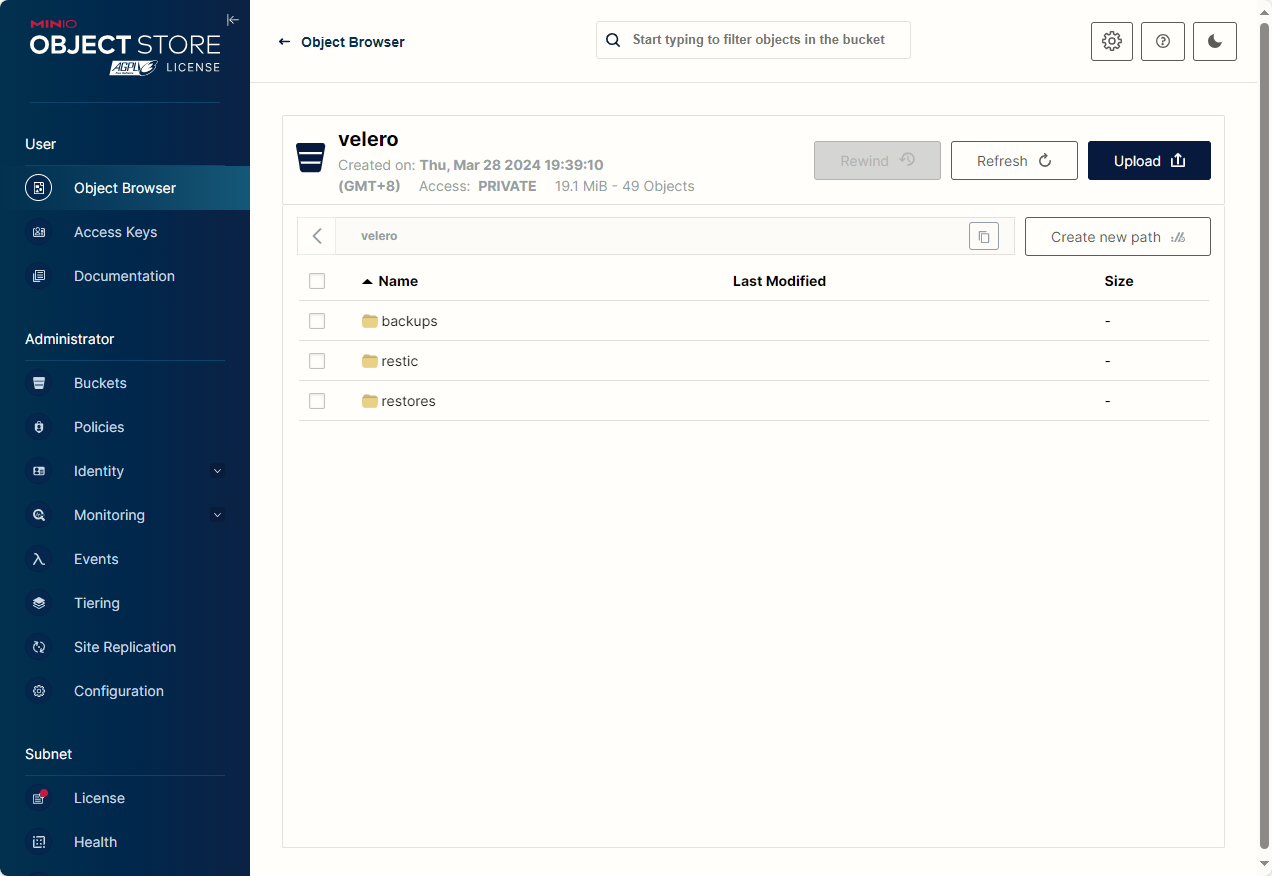 MINIO
OBJECT STORE
AGPLv3 LICENSE
User
Object Browser
Access Keys
Documentation
Administrator
Buckets
Policies
Identity
Monitoring
Events
Tiering
Site Replication
Configuration
Subnet
License
Health
← Object Browser
Start typing to filter objects in the bucket
velero
Created on: Thu, Mar 28 2024 19:39:10
(GMT+8) Access: PRIVATE 19.1 MiB - 49 Objects
Rewind
Refresh
Upload
velero
Create new path
Name Last Modified Size
backups -
restic -
restores -